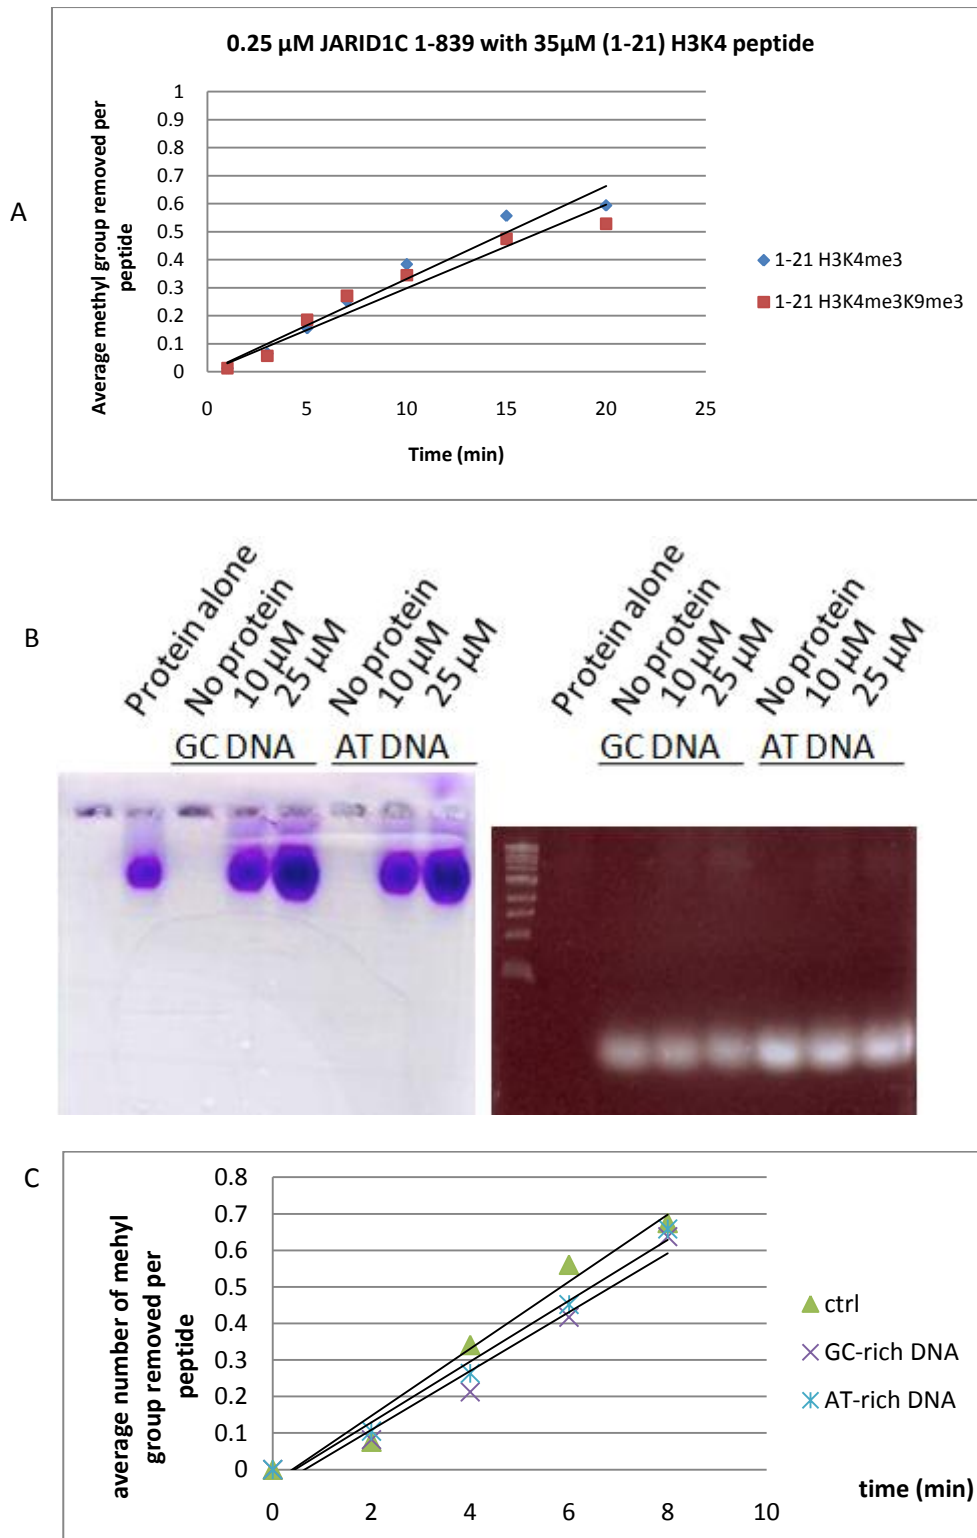 A
0.25 µM JARID1C 1-839 with 35µM (1-21) H3K4 peptide
Average methyl group removed per
peptide
1
0.9
0.8
0.7
0.6
0.5
0.4
0.3
0.2
0.1
0
0 5 10 15 20 25
Time (min)
1-21 H3K4me3
1-21 H3K4me3K9me3
B
Protein alone
No protein
10 µM
25 µM
No protein
10 µM
25 µM
GC DNA
AT DNA
Protein alone
No protein
10 µM
25 µM
No protein
10 µM
25 µM
GC DNA
AT DNA
C
average number of mehyl
group removed per
peptide
0.8
0.7
0.6
0.5
0.4
0.3
0.2
0.1
0
0 2 4 6 8 10
time (min)
ctrl
GC-rich DNA
AT-rich DNA